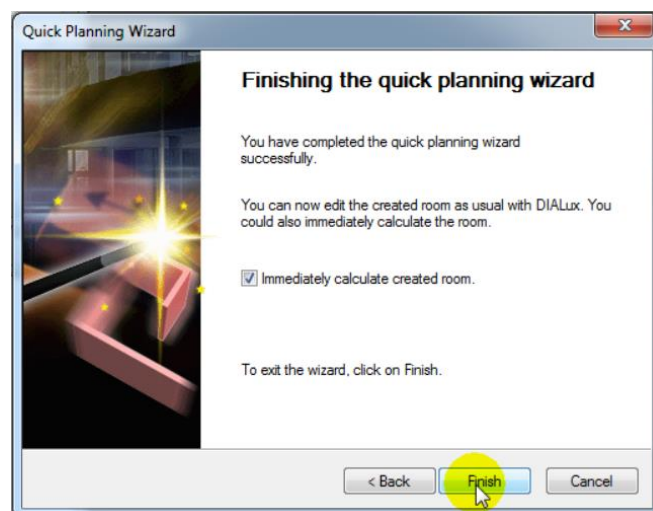 Quick Planning Wizard
Finishing the quick planning wizard
You have completed the quick planning wizard
successfully.
You can now edit the created room as usual with DIALux. You
could also immediately calculate the room.
Immediately calculate created room.
To exit the wizard, click on Finish.
< Back
Finish
Cancel